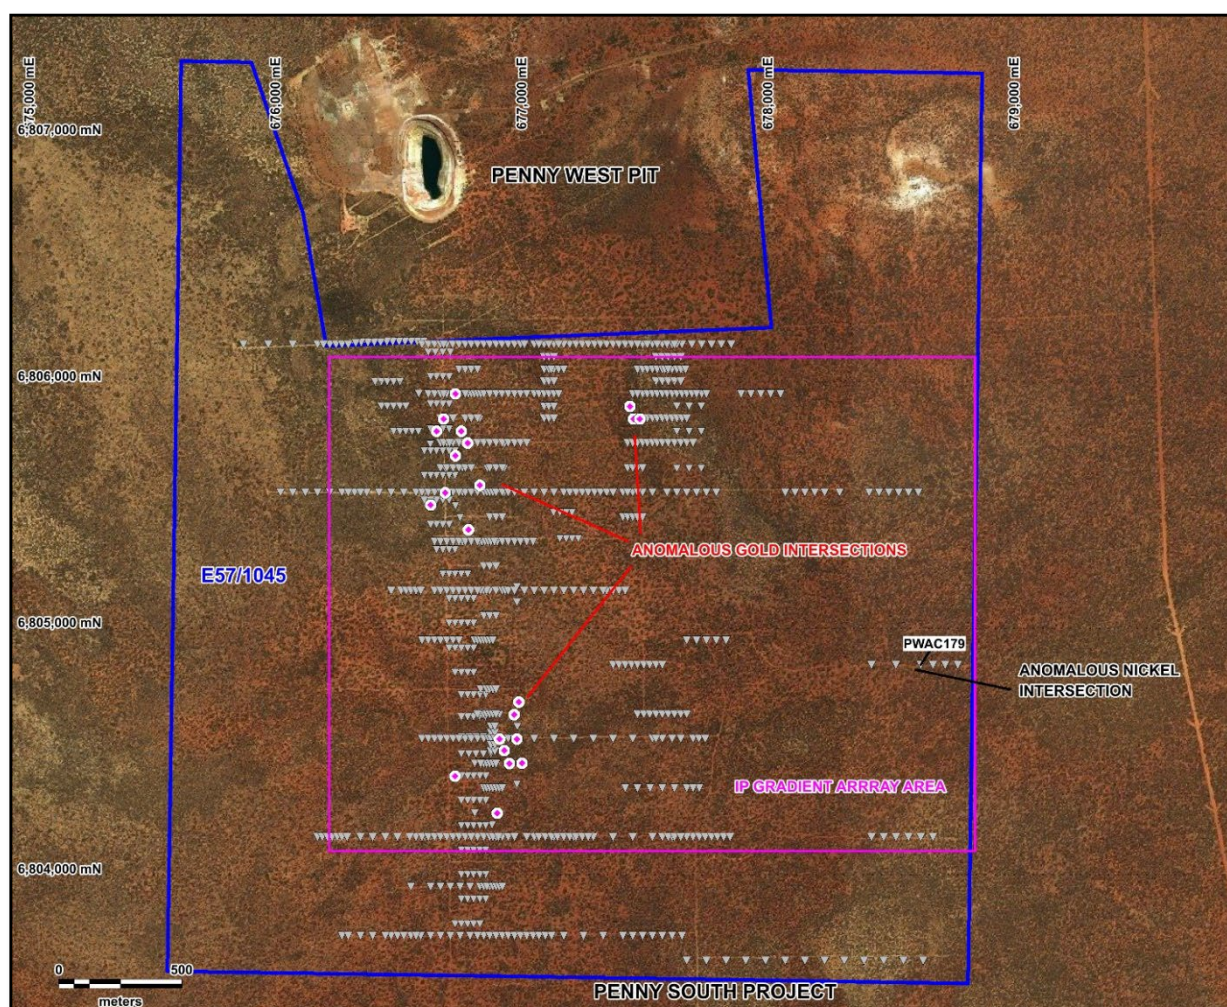 675,000 mE
676,000 mE
677,000 mE
678,000 mE
679,000 mE
6,807,000 mN
PENNY WEST PIT
6,806,000 mN
ANOMALOUS GOLD INTERSECTIONS
E57/1045
6,805,000 mN
PWAC179
ANOMALOUS NICKEL
INTERSECTION
IP GRADIENT ARRRAY AREA
6,804,000 mN
0
500
meters
PENNY SOUTH PROJECT